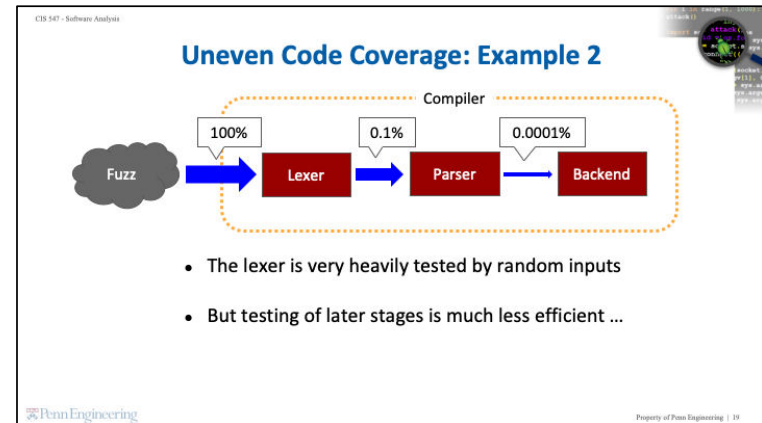 CIS 547 - Software Analysis
Uneven Code Coverage: Example 2
Compiler
100%
0.1%
0.0001%
Fuzz
Lexer
Parser
Backend
• The lexer is very heavily tested by random inputs
• But testing of later stages is much less efficient ...
Penn Engineering
Property of Penn Engineering | 19